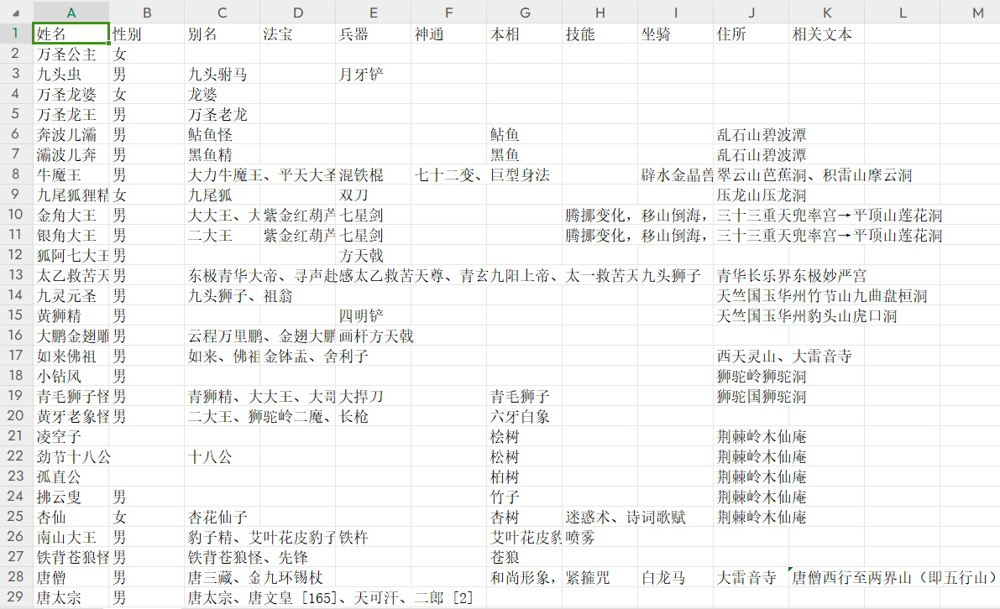 A B C D E F G H I J K L M
1 姓名 性别 别名 法宝 兵器 神通 本相 技能 坐骑 住所 相关文本
2 万圣公主 女
3 九头虫 男 九头驸马 月牙铲
4 万圣龙婆 女 龙婆
5 万圣龙王 男 万圣老龙
6 奔波儿灞 男 鲇鱼怪 鲇鱼 乱石山碧波潭
7 灞波儿奔 男 黑鱼精 黑鱼 乱石山碧波潭
8 牛魔王 男 大力牛魔王、平天大圣 混铁棍 七十二变、巨型身法 辟水金晶兽 翠云山芭蕉洞、积雷山摩云洞
9 九尾狐狸精 女 九尾狐 双刀 压龙山压龙洞
10 金角大王 男 大大王、大 紫金红葫芦 七星剑 腾挪变化，移山倒海， 三十三重天兜率宫→平顶山莲花洞
11 银角大王 男 二大王 紫金红葫芦 七星剑 腾挪变化，移山倒海， 三十三重天兜率宫→平顶山莲花洞
12 狐阿七大王 男 方天戟
13 太乙救苦天 男 东极青华大帝、寻声赴感太乙救苦天尊、青玄九阳上帝、太一救苦天 九头狮子 青华长乐界东极妙严宫
14 九灵元圣 男 九头狮子、祖翁 天竺国玉华州竹节山九曲盘桓洞
15 黄狮精 男 四明铲 天竺国玉华州豹头山虎口洞
16 大鹏金翅雕 男 云程万里鹏、金翅大鹏 画杆方天戟
17 如来佛祖 男 如来、佛祖 金钵盂、舍利子 西天灵山、大雷音寺
18 小钻风 男 狮驼岭狮驼洞
19 青毛狮子怪 男 青狮精、大大王、大哥 大捍刀 青毛狮子 狮驼国狮驼洞
20 黄牙老象怪 男 二大王、狮驼岭二魔、 长枪 六牙白象
21 凌空子 桧树 荆棘岭木仙庵
22 劲节十八公 十八公 松树 荆棘岭木仙庵
23 孤直公 柏树 荆棘岭木仙庵
24 拂云叟 男 竹子 荆棘岭木仙庵
25 杏仙 女 杏花仙子 杏树 迷惑术、诗词歌赋 荆棘岭木仙庵
26 南山大王 男 豹子精、艾叶花皮豹子 铁杵 艾叶花皮豹 喷雾
27 铁背苍狼怪 男 铁背苍狼怪、先锋 苍狼
28 唐僧 男 唐三藏、金 九环锡杖 和尚形象， 紧箍咒 白龙马 大雷音寺 唐僧西行至两界山（即五行山）
29 唐太宗 男 唐太宗、唐文皇 [165]、天可汗、二郎 [2]